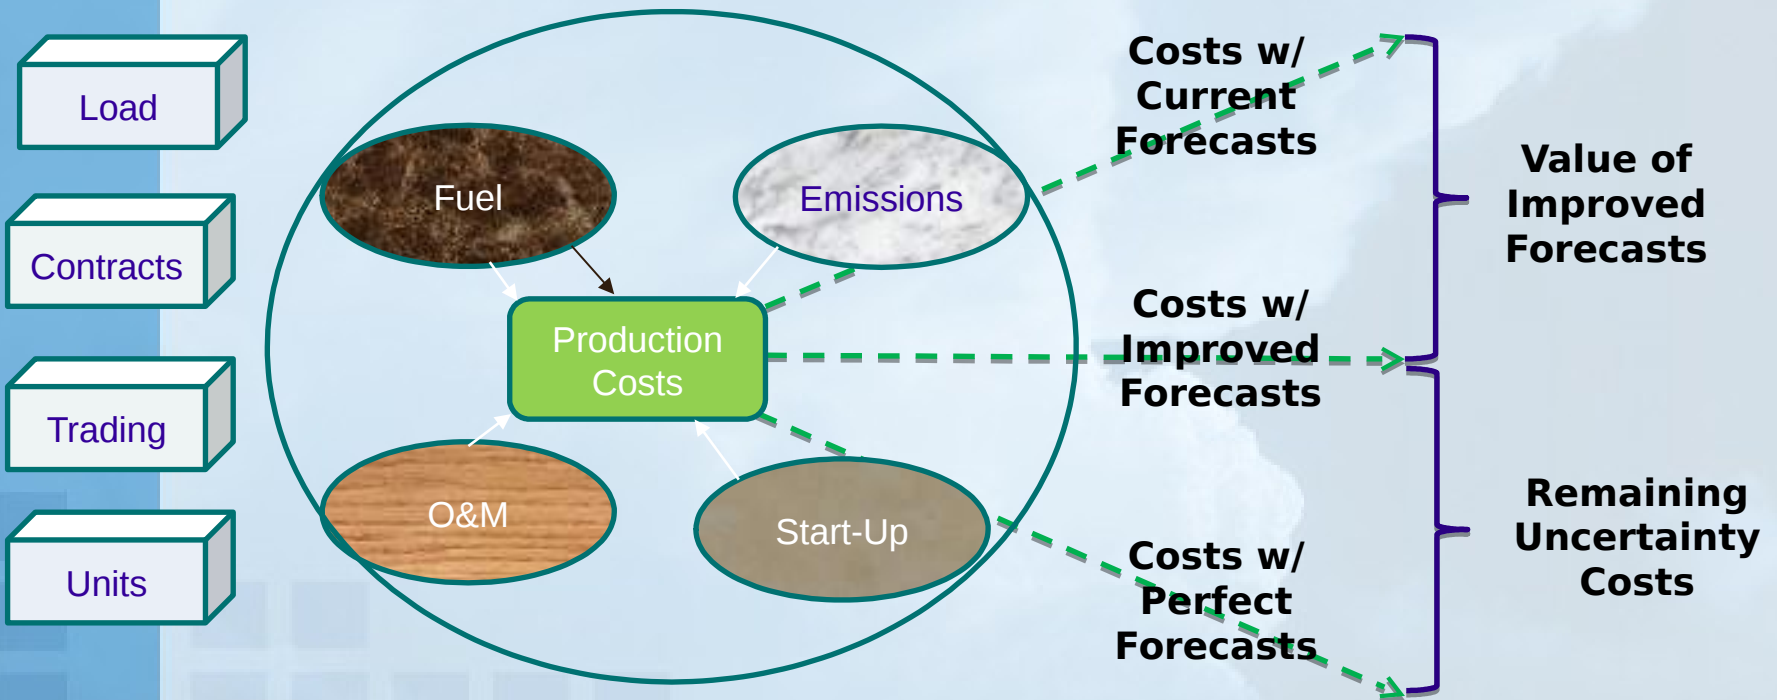 Load
Contracts
Trading
Units
Fuel
Emissions
Production
Costs
O&M
Start-Up
Costs w/
Current
Forecasts
Costs w/
Improved
Forecasts
Costs w/
Perfect
Forecasts
Value of
Improved
Forecasts
Remaining
Uncertainty
Costs